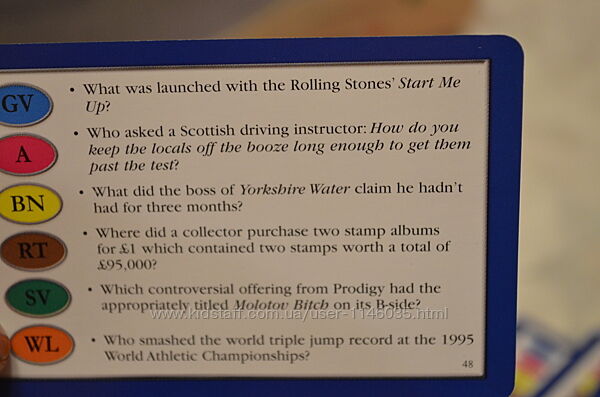 GV • What was launched with the Rolling Stones' Start Me
Up?
A • Who asked a Scottish driving instructor: How do you
keep the locals off the booze long enough to get them
past the test?
BN • What did the boss of Yorkshire Water claim he hadn't
had for three months?
RT • Where did a collector purchase two stamp albums
for £1 which contained two stamps worth a total of
£95,000?
SV • Which controversial offering from Prodigy had the
appropriately titled Molotov Bitch on its B-side?
www.kidstaff.com.ua/user-1146035.html
WL • Who smashed the world triple jump record at the 1995
World Athletic Championships?
48